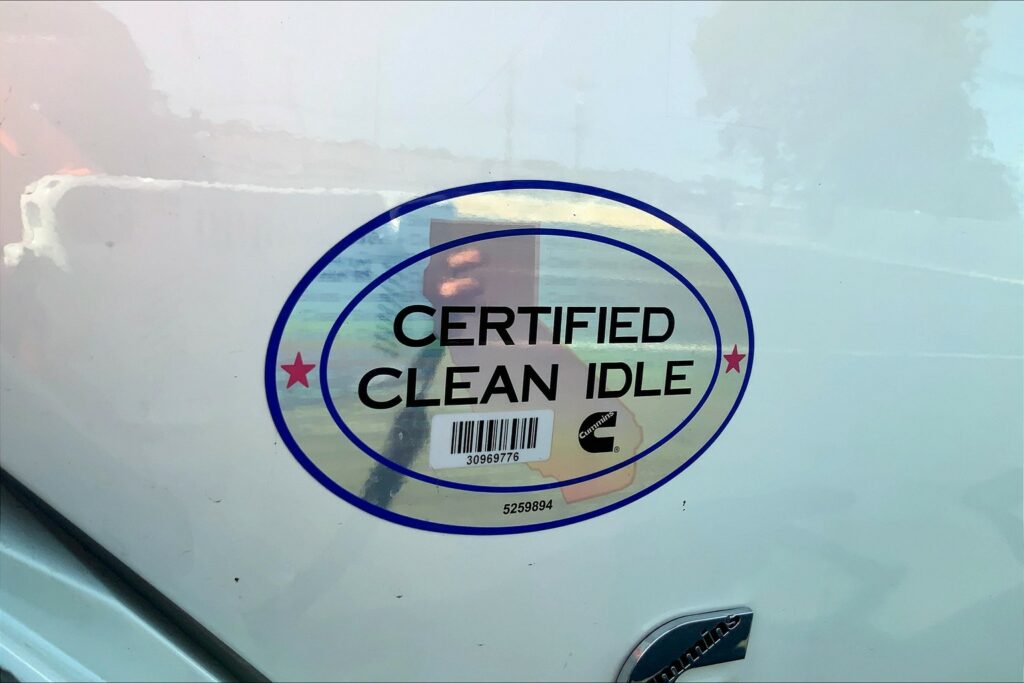 CERTIFIED
CLEAN IDLE
30969776
Cummins
®
5259894
Cummins